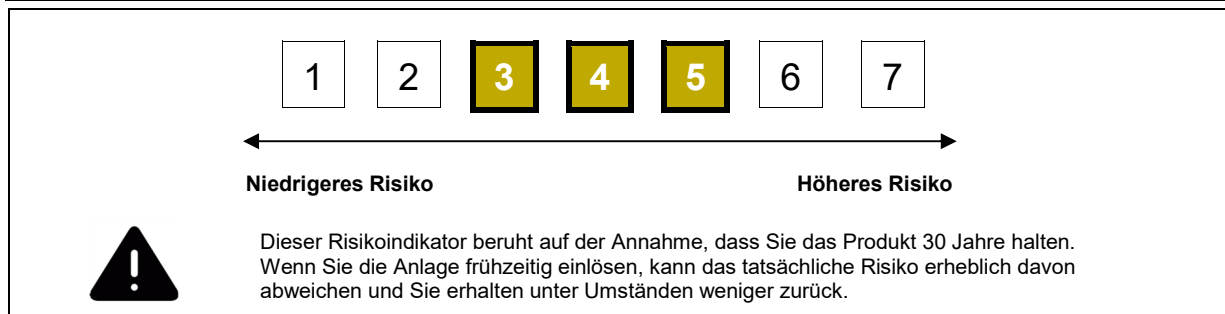 1 2 3 4 5 6 7
Niedrigeres Risiko Höheres Risiko
Dieser Risikoindikator beruht auf der Annahme, dass Sie das Produkt 30 Jahre halten.
Wenn Sie die Anlage frühzeitig einlösen, kann das tatsächliche Risiko erheblich davon
abweichen und Sie erhalten unter Umständen weniger zurück.